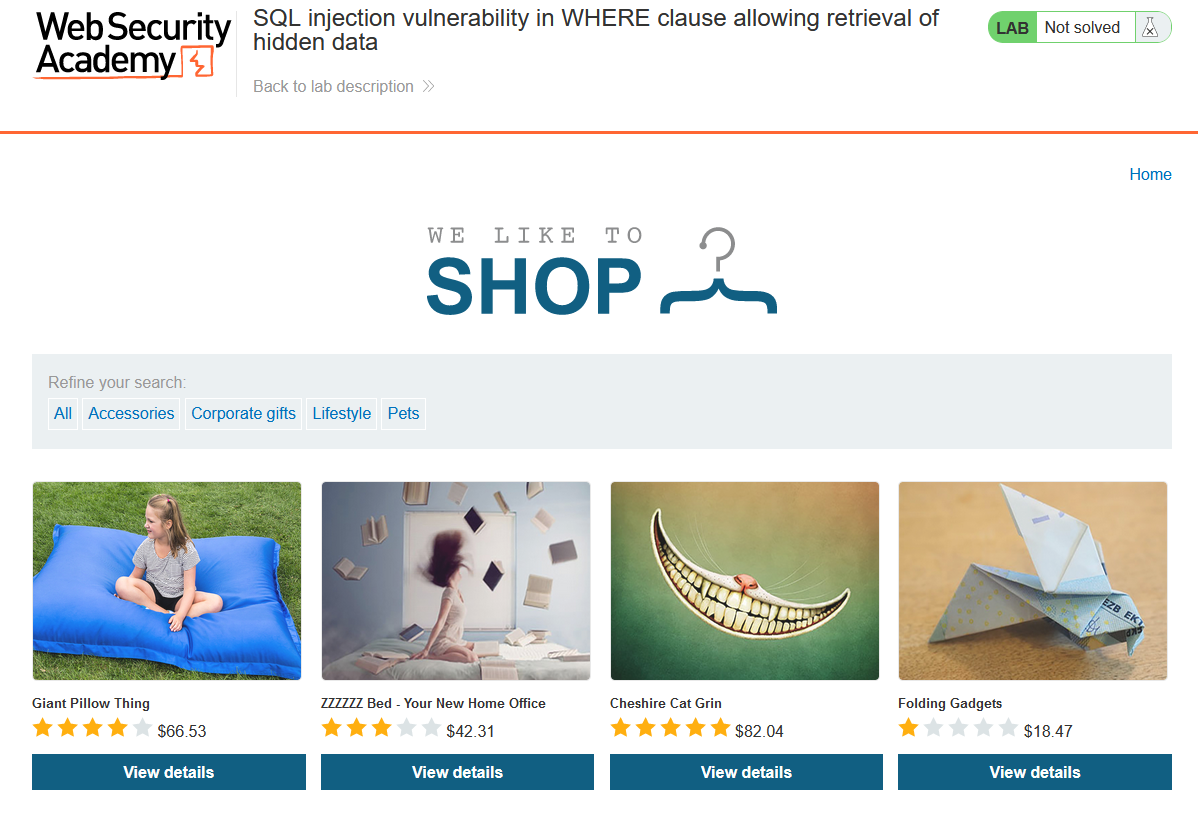 Web Security
Academy
SQL injection vulnerability in WHERE clause allowing retrieval of
hidden data
Back to lab description
LAB Not solved
Home
WE LIKE TO
SHOP
Refine your search:
All Accessories Corporate gifts Lifestyle Pets
EZB EK
Giant Pillow Thing
$66.53
View details
ZZZZZZ Bed - Your New Home Office
$42.31
View details
Cheshire Cat Grin
$82.04
View details
Folding Gadgets
$18.47
View details